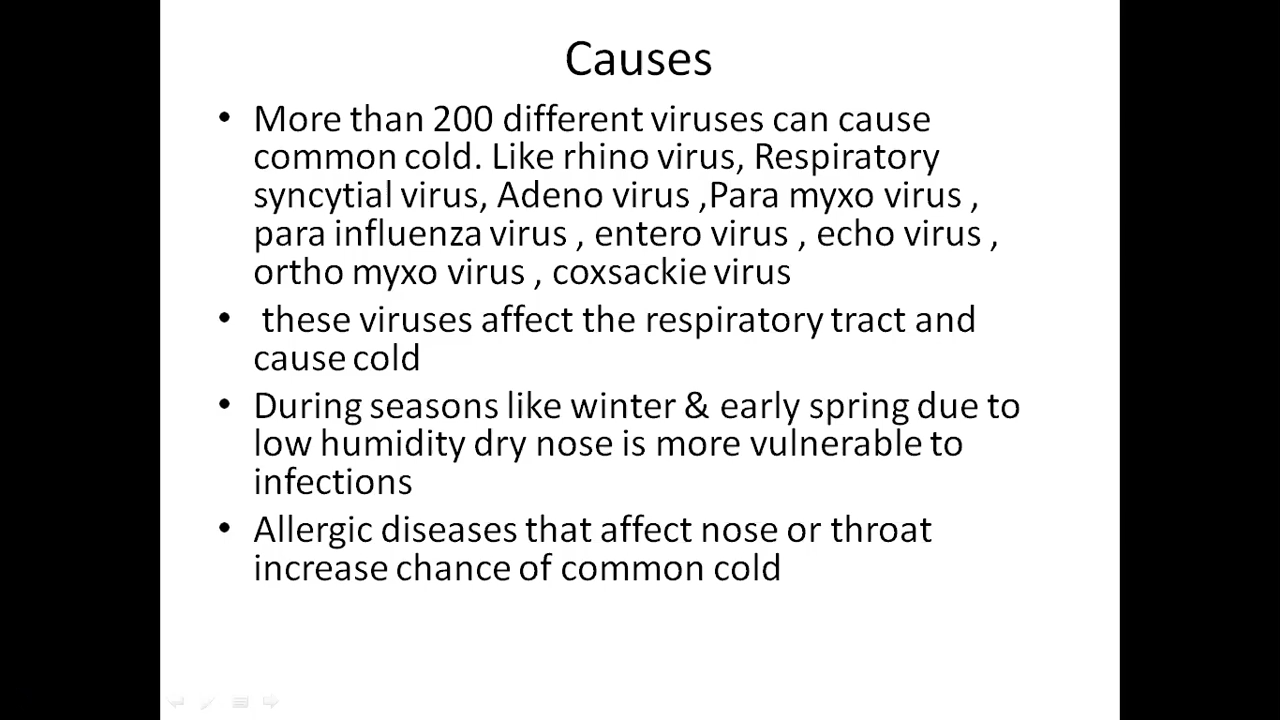 Causes
• More than 200 different viruses can cause
common cold. Like rhino virus, Respiratory
syncytial virus, Adeno virus ,Para myxo virus ,
para influenza virus , entero virus , echo virus ,
ortho myxo virus , coxsackie virus
• these viruses affect the respiratory tract and
cause cold
• During seasons like winter & early spring due to
low humidity dry nose is more vulnerable to
infections
• Allergic diseases that affect nose or throat
increase chance of common cold